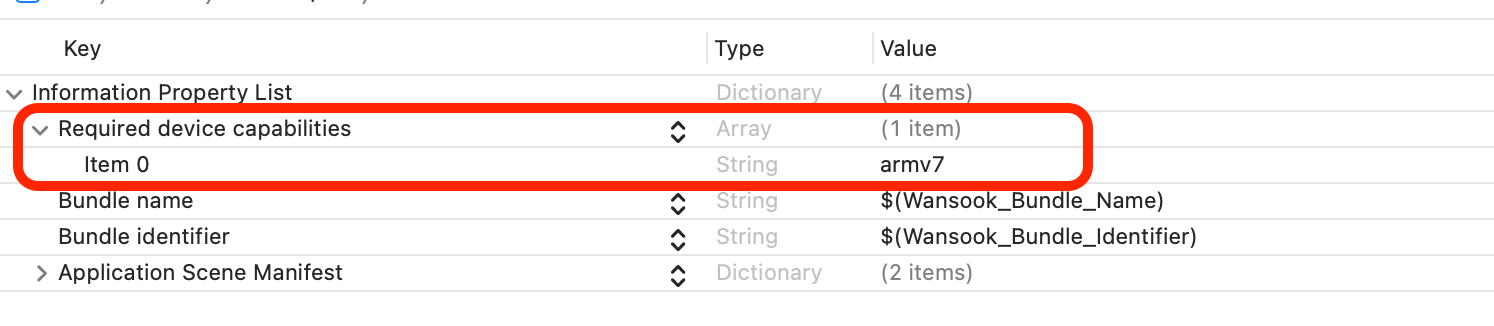 Key Type Value
Information Property List Dictionary (4 items)
Required device capabilities Array (1 item)
Item 0 String armv7
Bundle name String $(Wansook_Bundle_Name)
Bundle identifier String $(Wansook_Bundle_Identifier)
Application Scene Manifest Dictionary (2 items)